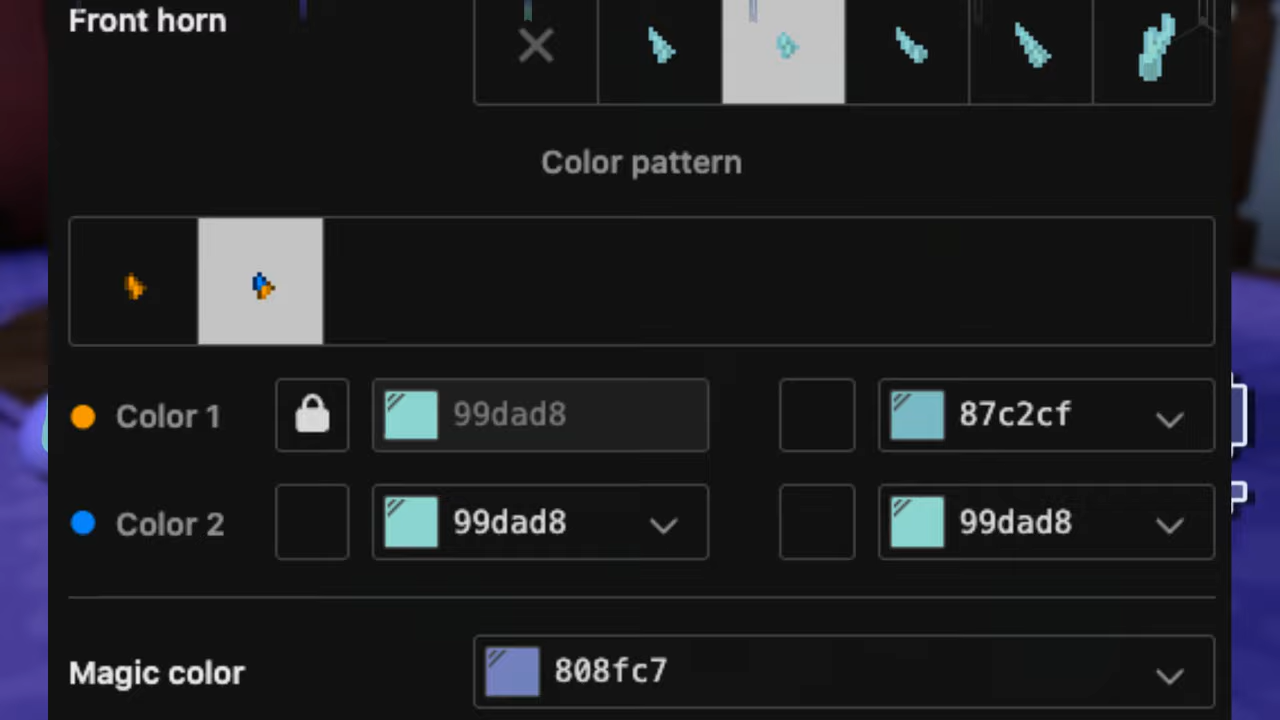 Front horn
Color pattern
Color 1 99dad8 87c2cf
Color 2 99dad8 99dad8
Magic color 808fc7